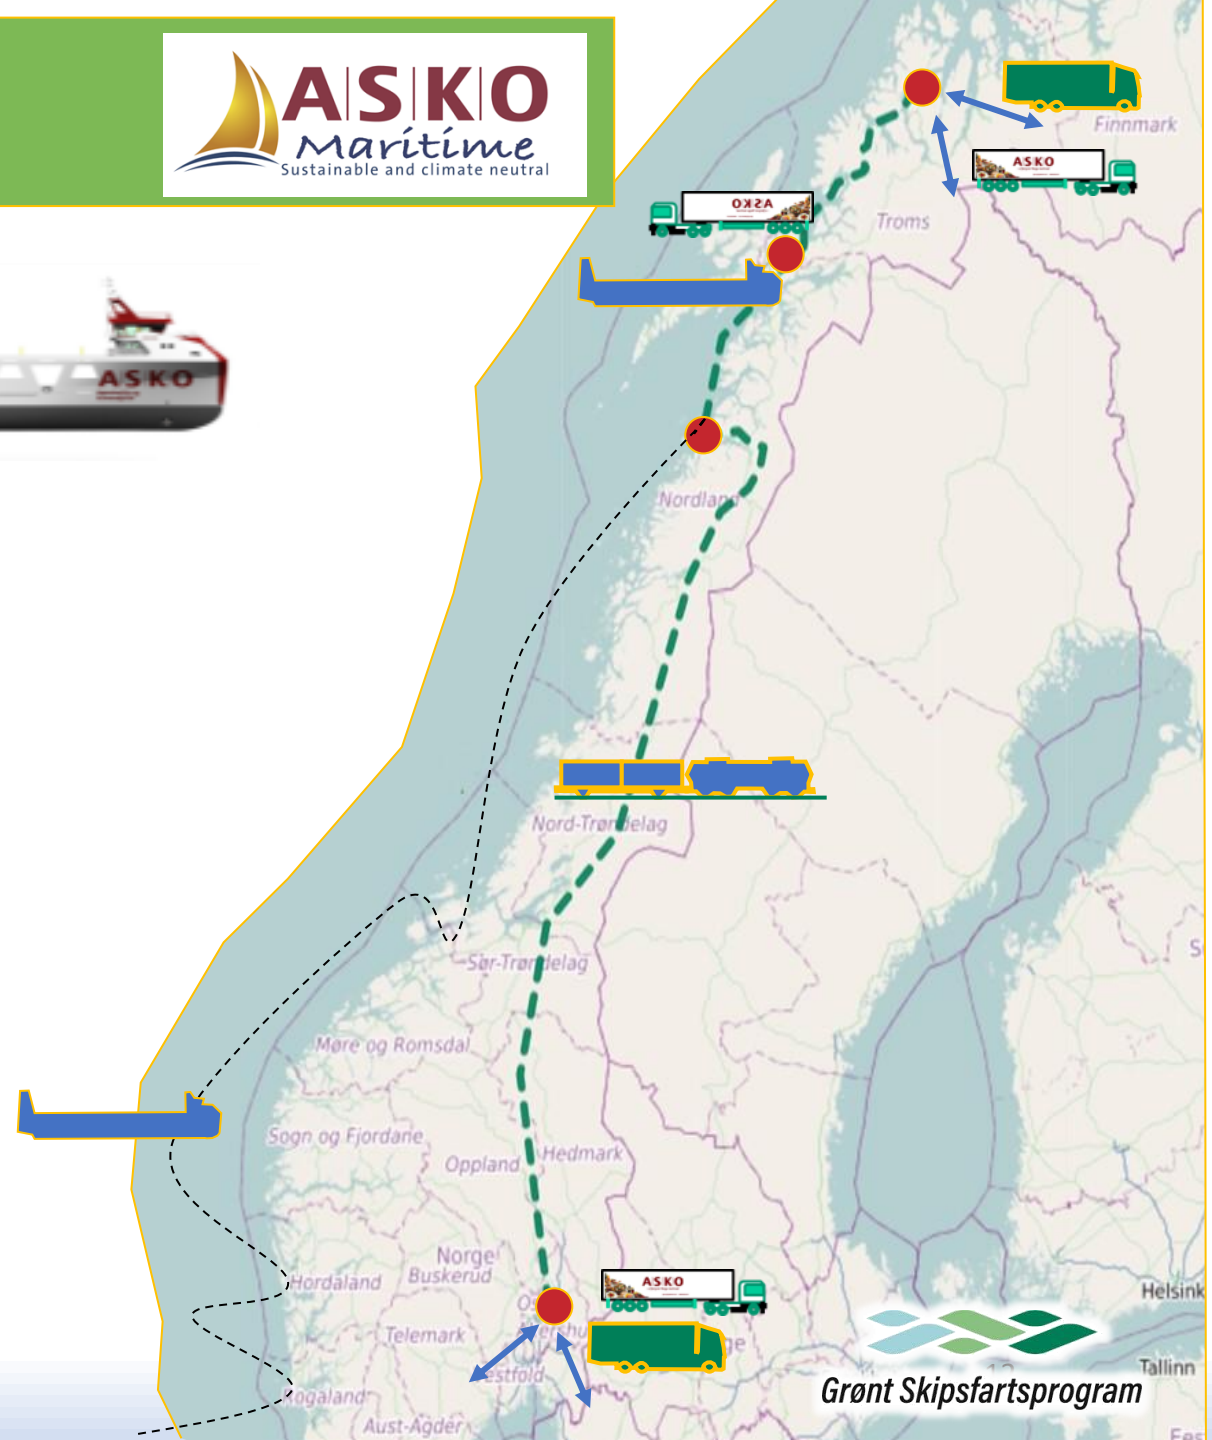 ASKO
Maritime
Sustainable and climate neutral
Finnmark
ASKO
ASKO
Troms
ASKO
Nordland
Nord-Trøndelag
Sør-Trøndelag
Møre og Romsdal
Sogn og Fjordane
Hedmark
Oppland
Norge
Buskerud
Hordaland
ASKO
Helsink
Telemark
Tallinn
Rogaland
Grønt Skipsfartsprogram
Aust-Agder